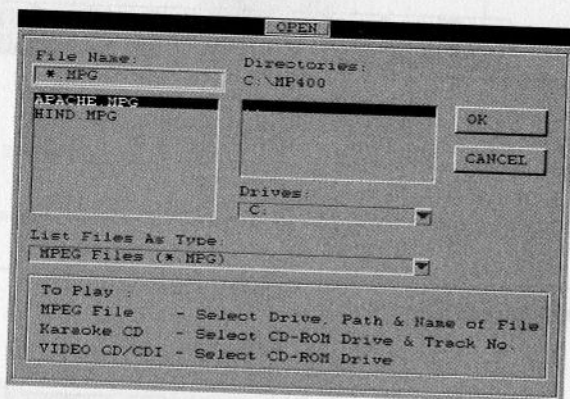 OPEN
File Name:
*.MPG
APACHE.MPG
HIND.MPG
Directories:
C:\MP400
..
OK
CANCEL
Drives:
C:
List Files As Type:
MPEG Files (*.MPG)
To Play :
MPEG File - Select Drive, Path & Name of File
Karaoke CD - Select CD-ROM Drive & Track No.
VIDEO CD/CDI - Select CD-ROM Drive